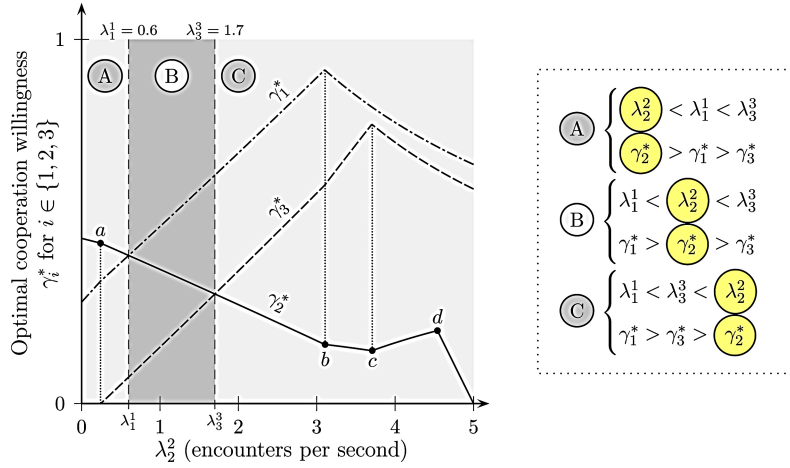 λ₁¹ = 0.6 λ₃³ = 1.7
1
A B C
γ₁*
γ₃*
a
γ₂*
d
b c
0
0 λ₁¹ 1 λ₃³ 2 3 4 5
λ₂² (encounters per second)
Optimal cooperation willingness
γᵢ* for i ∈ {1, 2, 3}
A { λ₂² < λ₁¹ < λ₃³
γ₂* > γ₁* > γ₃*
B { λ₁¹ < λ₂² < λ₃³
γ₁* > γ₂* > γ₃*
C { λ₁¹ < λ₃³ < λ₂²
γ₁* > γ₃* > γ₂*